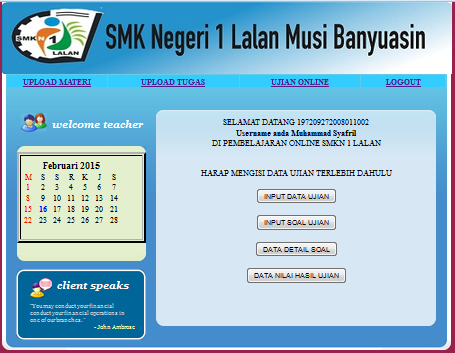 SMKN 1
LALAN
SMK Negeri 1 Lalan Musi Banyuasin
UPLOAD MATERI UPLOAD TUGAS UJIAN ONLINE LOGOUT
welcome teacher
Februari 2015
M S S R K J S
1 2 3 4 5 6 7
8 9 10 11 12 13 14
15 16 17 18 19 20 21
22 23 24 25 26 27 28
client speaks
"You may conduct your financial
conduct your financial operations in
one of our branches."
- John Ambrose
SELAMAT DATANG 197209272008011002
Username anda Muhammad Syafril
DI PEMBELAJARAN ONLINE SMKN 1 LALAN
HARAP MENGISI DATA UJIAN TERLEBIH DAHULU
INPUT DATA UJIAN
INPUT SOAL UJIAN
DATA DETAIL SOAL
DATA NILAI HASIL UJIAN